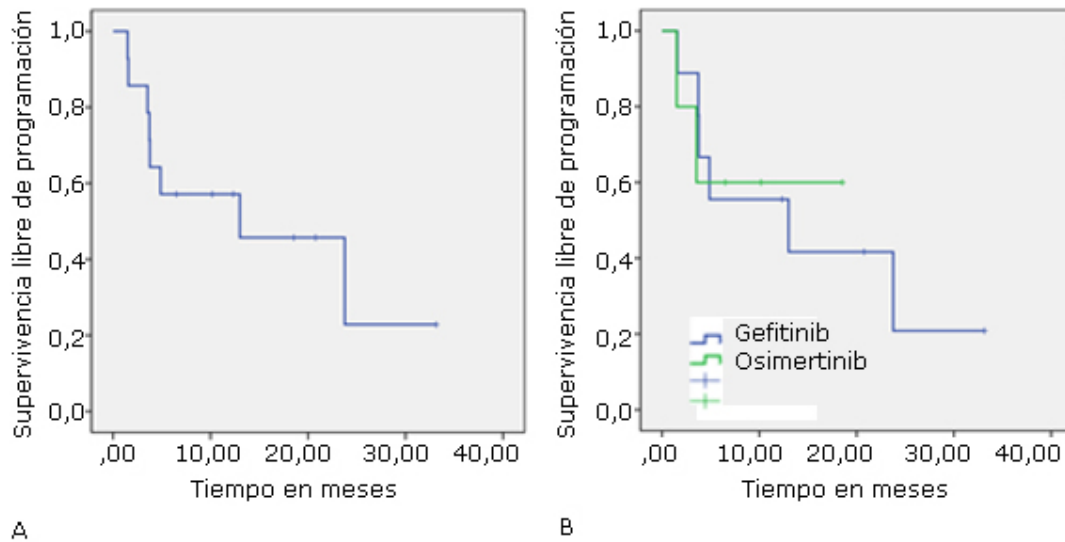 Supervivencia libre de programación
1,0
0,8
0,6
0,4
0,2
0,0
,00 10,00 20,00 30,00 40,00
Tiempo en meses
A
Supervivencia libre de programación
1,0
0,8
0,6
0,4
0,2
0,0
Gefitinib
Osimertinib
,00 10,00 20,00 30,00 40,00
Tiempo en meses
B